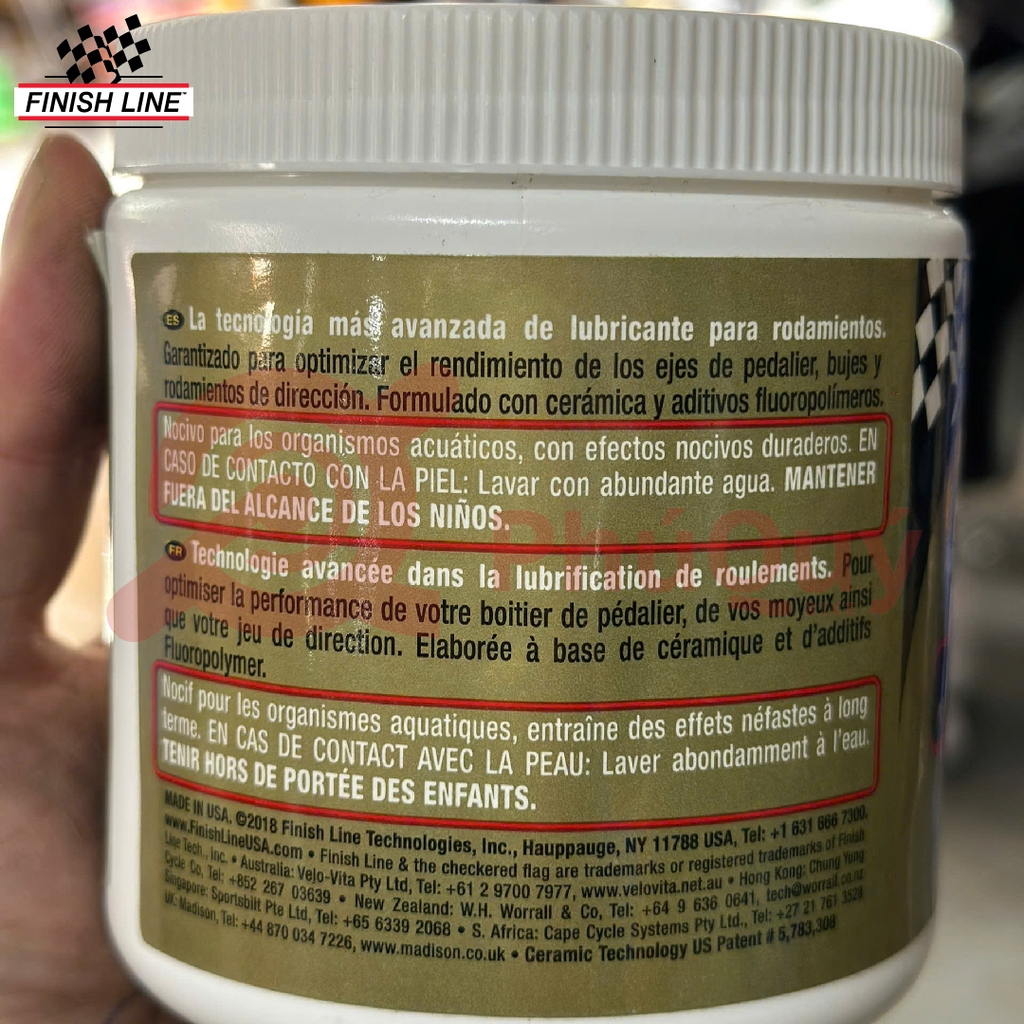 FINISH LINE
ES La tecnología más avanzada de lubricante para rodamientos.
Garantizado para optimizar el rendimiento de los ejes de pedalier, bujes y
rodamientos de dirección. Formulado con cerámica y aditivos fluoropolímeros.
Nocivo para los organismos acuáticos, con efectos nocivos duraderos. EN
CASO DE CONTACTO CON LA PIEL: Lavar con abundante agua. MANTENER
FUERA DEL ALCANCE DE LOS NIÑOS.
Phú Quý
FR Technologie avancée dans la lubrification de roulements. Pour
optimiser la performance de votre boitier de pédalier, de vos moyeux ainsi
que votre jeu de direction. Elaborée à base de céramique et d'additifs
Fluoropolymer.
Nocif pour les organismes aquatiques, entraîne des effets néfastes à long
terme. EN CAS DE CONTACT AVEC LA PEAU: Laver abondamment à l'eau.
TENIR HORS DE PORTÉE DES ENFANTS.
MADE IN USA. ©2018 Finish Line Technologies, Inc., Hauppauge, NY 11788 USA, Tel: +1 631 666 7300,
www.FinishLineUSA.com • Finish Line & the checkered flag are trademarks or registered trademarks of Finish
Line Tech., Inc. • Australia: Velo-Vita Pty Ltd, Tel: +61 2 9700 7977, www.velovita.net.au • Hong Kong: Chung Yung
Cycle Co, Tel: +852 267 03639 • New Zealand: W.H. Worrall & Co, Tel: +64 9 636 0641, tech@worrall.co.nz
Singapore: Sportsbilt Pte Ltd, Tel: +65 6339 2068 • S. Africa: Cape Cycle Systems Pty Ltd., Tel: +27 21 761 3528
UK: Madison, Tel: +44 870 034 7226, www.madison.co.uk • Ceramic Technology US Patent # 5,783,308